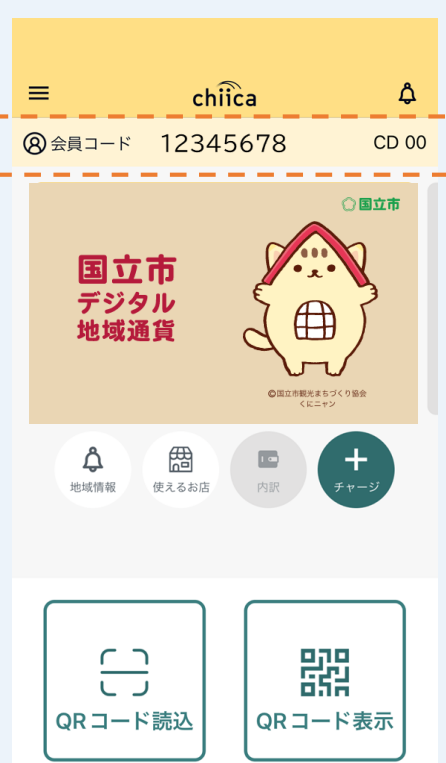 chiica
会員コード 12345678 CD 00
国立市
国立市
デジタル
地域通貨
©国立市観光まちづくり協会
くにニャン
地域情報 使えるお店 内訳 チャージ
QRコード読込 QRコード表示